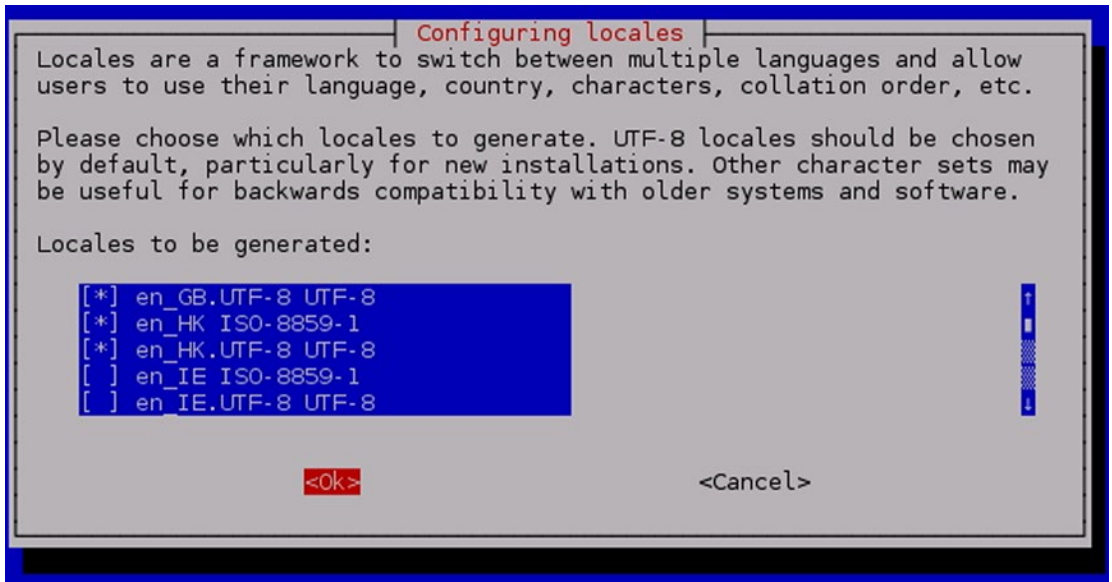 Configuring locales
Locales are a framework to switch between multiple languages and allow
users to use their language, country, characters, collation order, etc.
Please choose which locales to generate. UTF-8 locales should be chosen
by default, particularly for new installations. Other character sets may
be useful for backwards compatibility with older systems and software.
Locales to be generated:
[*] en_GB.UTF-8 UTF-8
[*] en_HK ISO-8859-1
[*] en_HK.UTF-8 UTF-8
[ ] en_IE ISO-8859-1
[ ] en_IE.UTF-8 UTF-8
<Ok> <Cancel>